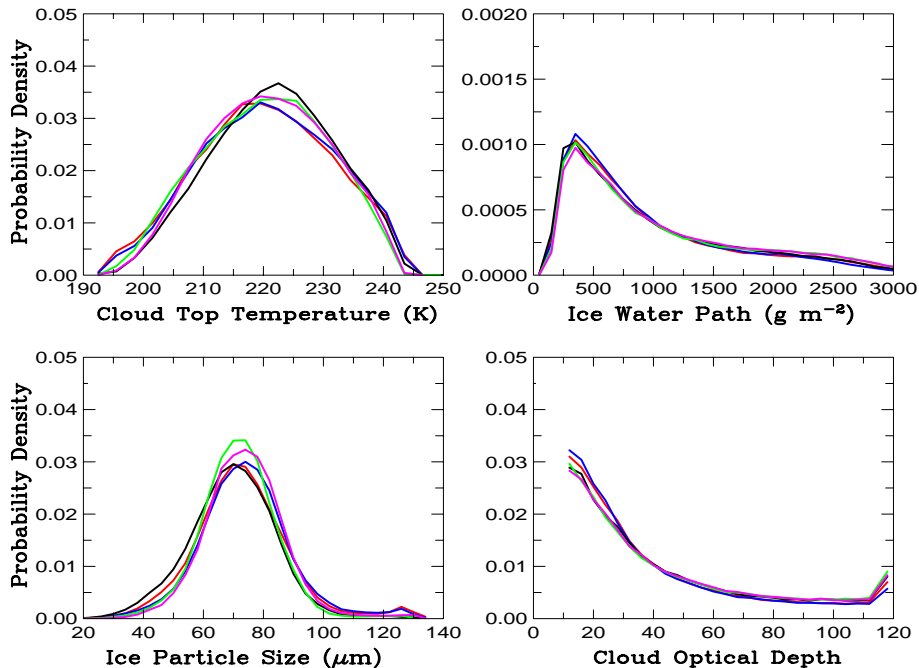 0.05
0.04
0.03
0.02
0.01
0.00
Probability Density
190 200 210 220 230 240 250
Cloud Top Temperature (K)
0.0020
0.0015
0.0010
0.0005
0.0000
0 500 1000 1500 2000 2500 3000
Ice Water Path (g m⁻²)
0.05
0.04
0.03
0.02
0.01
0.00
Probability Density
20 40 60 80 100 120 140
Ice Particle Size (μm)
0.05
0.04
0.03
0.02
0.01
0.00
0 20 40 60 80 100 120
Cloud Optical Depth